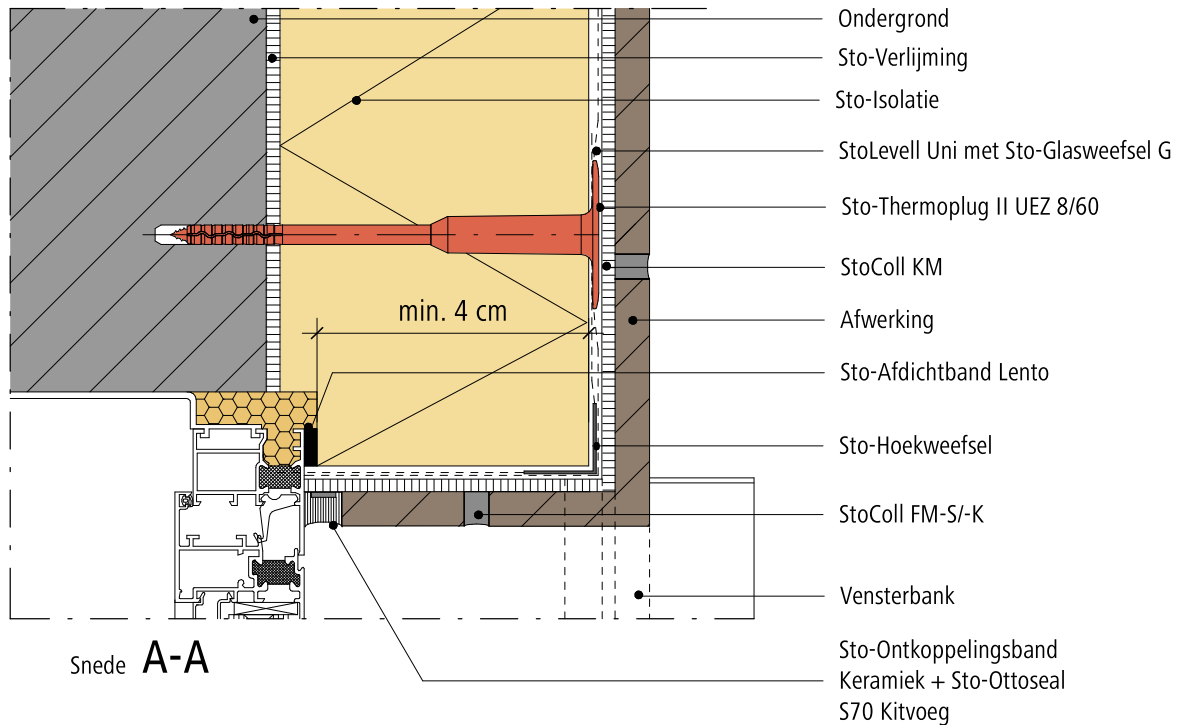 Ondergrond
Sto-Verlijming
Sto-Isolatie
StoLevell Uni met Sto-Glasweefsel G
Sto-Thermoplug II UEZ 8/60
StoColl KM
min. 4 cm
Afwerking
Sto-Afdichtband Lento
Sto-Hoekweefsel
StoColl FM-S/-K
Vensterbank
Snede A-A
Sto-Ontkoppelingsband
Keramiek + Sto-Ottoseal
S70 Kitvoeg